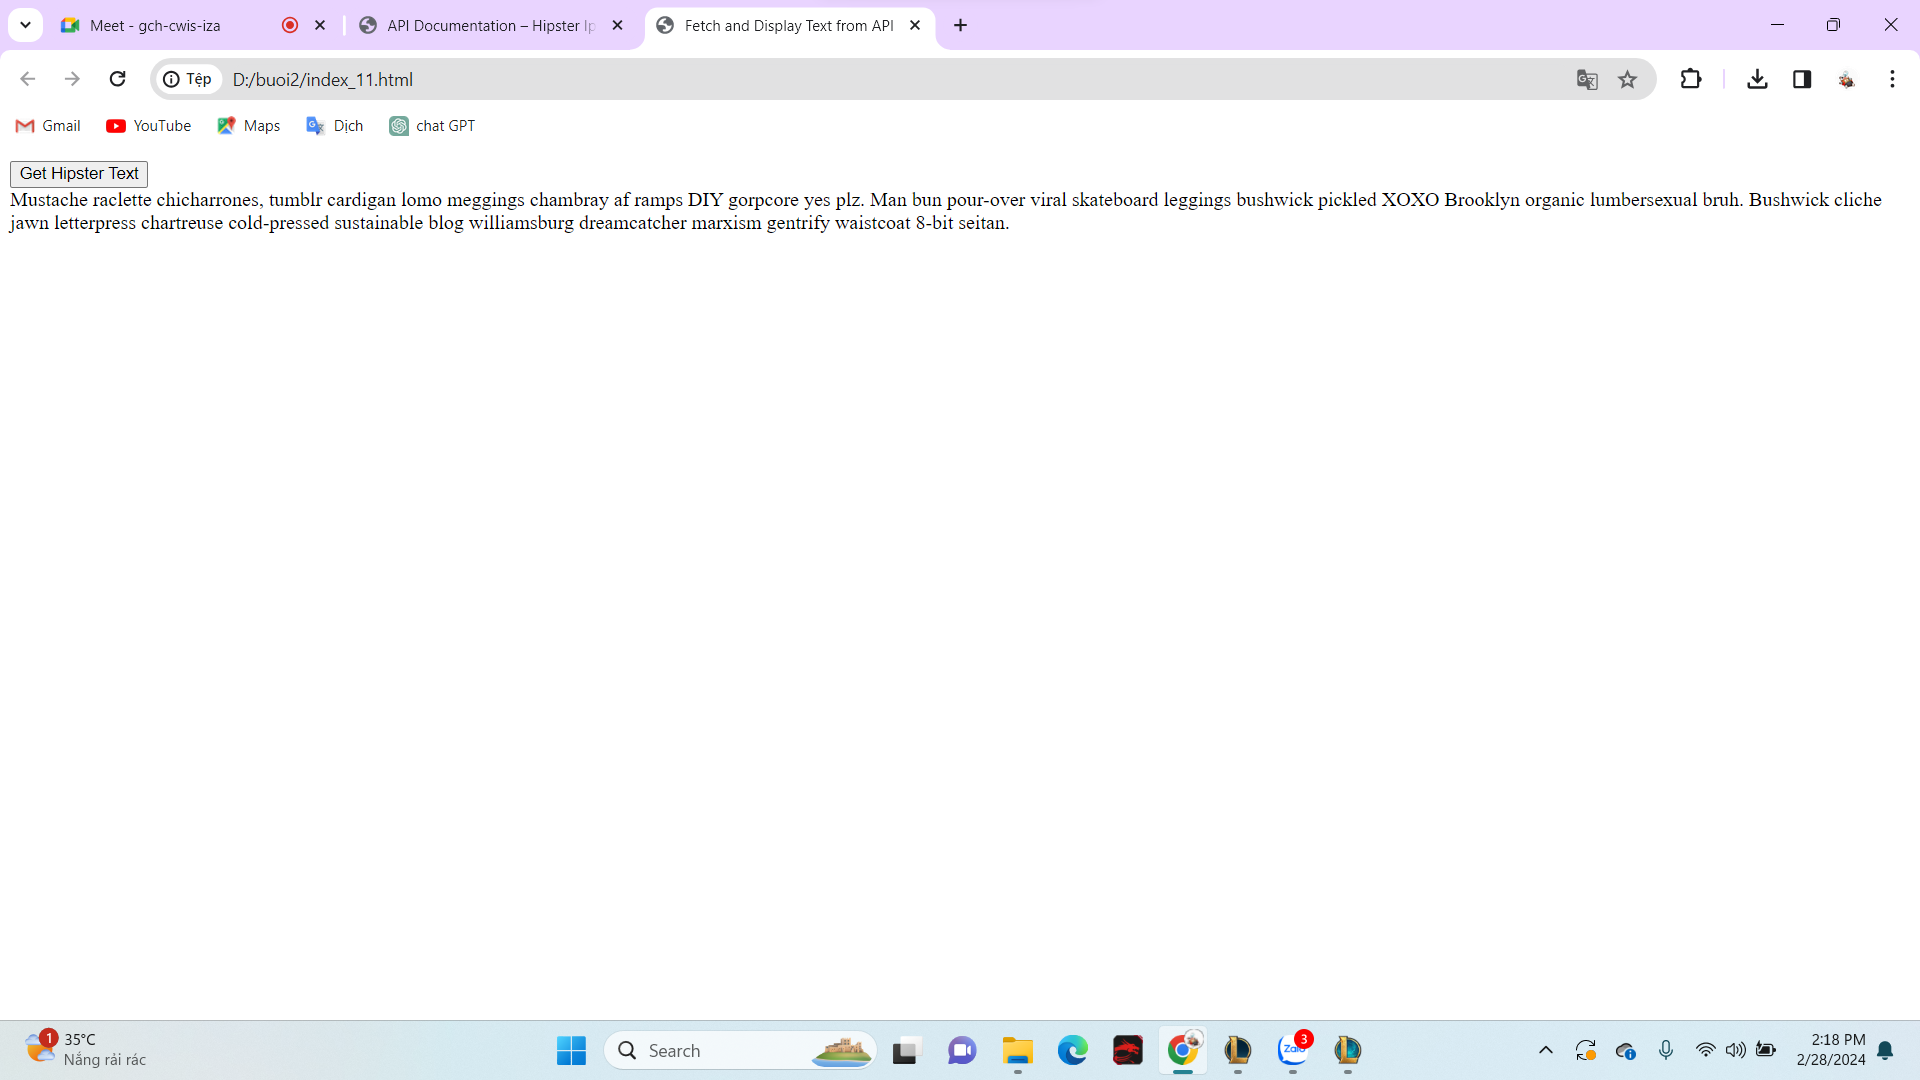 Meet - gch-cwis-iza
API Documentation – Hipster Ip
Fetch and Display Text from API
Tệp
D:/buoi2/index_11.html
Gmail
YouTube
Maps
Dịch
chat GPT
Get Hipster Text
Mustache raclette chicharrones, tumblr cardigan lomo meggings chambray af ramps DIY gorpcore yes plz. Man bun pour-over viral skateboard leggings bushwick pickled XOXO Brooklyn organic lumbersexual bruh. Bushwick cliche
jawn letterpress chartreuse cold-pressed sustainable blog williamsburg dreamcatcher marxism gentrify waistcoat 8-bit seitan.
1
35°C
Nắng rải rác
Search
Zalo
3
2:18 PM
2/28/2024